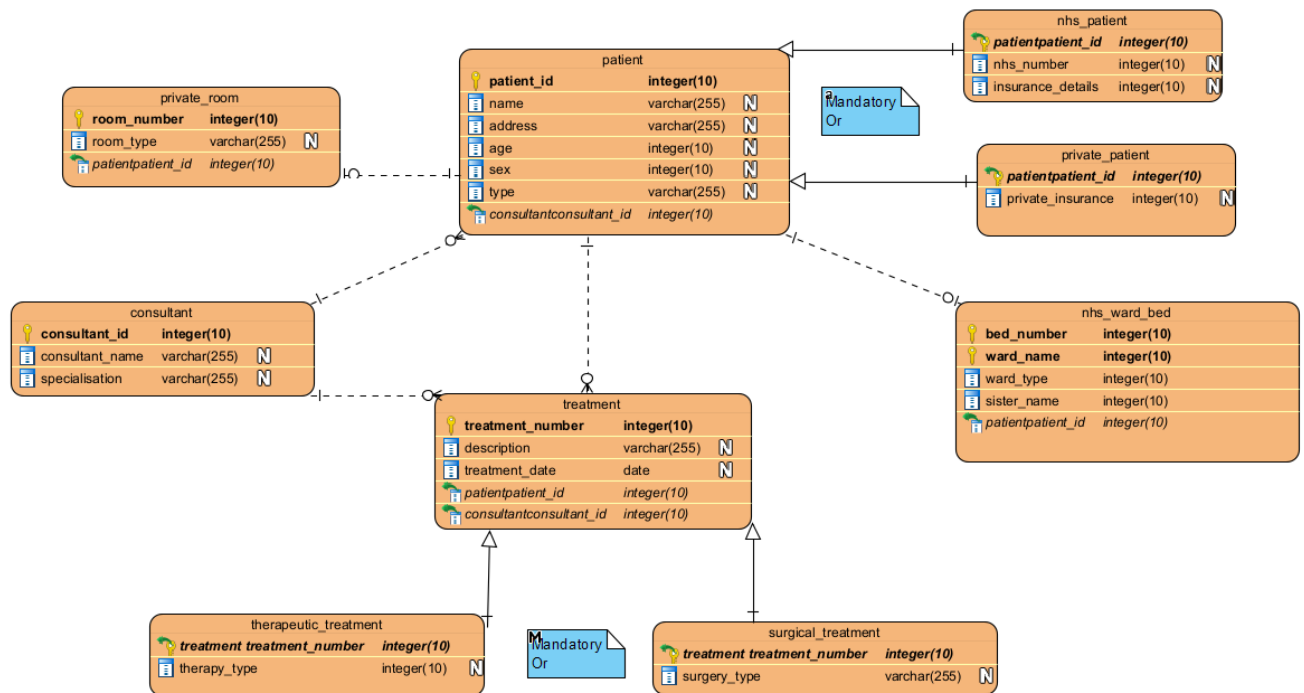 nhs_patient
patientpatient_id integer(10)
nhs_number integer(10) N
insurance_details integer(10) N
patient
patient_id integer(10)
name varchar(255) N
address varchar(255) N
age integer(10) N
sex integer(10) N
type varchar(255) N
consultantconsultant_id integer(10)
private_room
room_number integer(10)
room_type varchar(255) N
patientpatient_id integer(10)
Mandatory
Or
private_patient
patientpatient_id integer(10)
private_insurance integer(10) N
consultant
consultant_id integer(10)
consultant_name varchar(255) N
specialisation varchar(255) N
nhs_ward_bed
bed_number integer(10)
ward_name integer(10)
ward_type integer(10)
sister_name integer(10)
patientpatient_id integer(10)
treatment
treatment_number integer(10)
description varchar(255) N
treatment_date date N
patientpatient_id integer(10)
consultantconsultant_id integer(10)
therapeutic_treatment
treatment treatment_number integer(10)
therapy_type integer(10) N
Mandatory
Or
surgical_treatment
treatment treatment_number integer(10)
surgery_type varchar(255) N